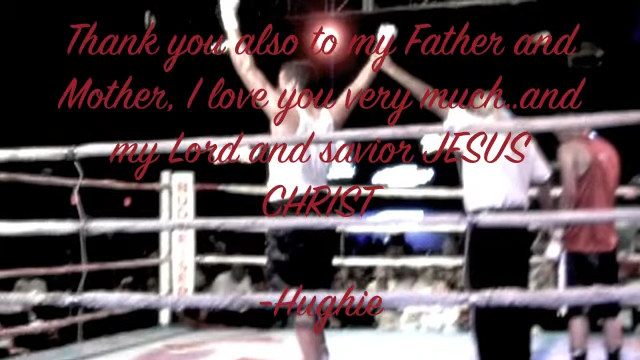 Thank you also to my Father and
Mother, I love you very much..and
my Lord and savior JESUS
CHRIST
-Hughie